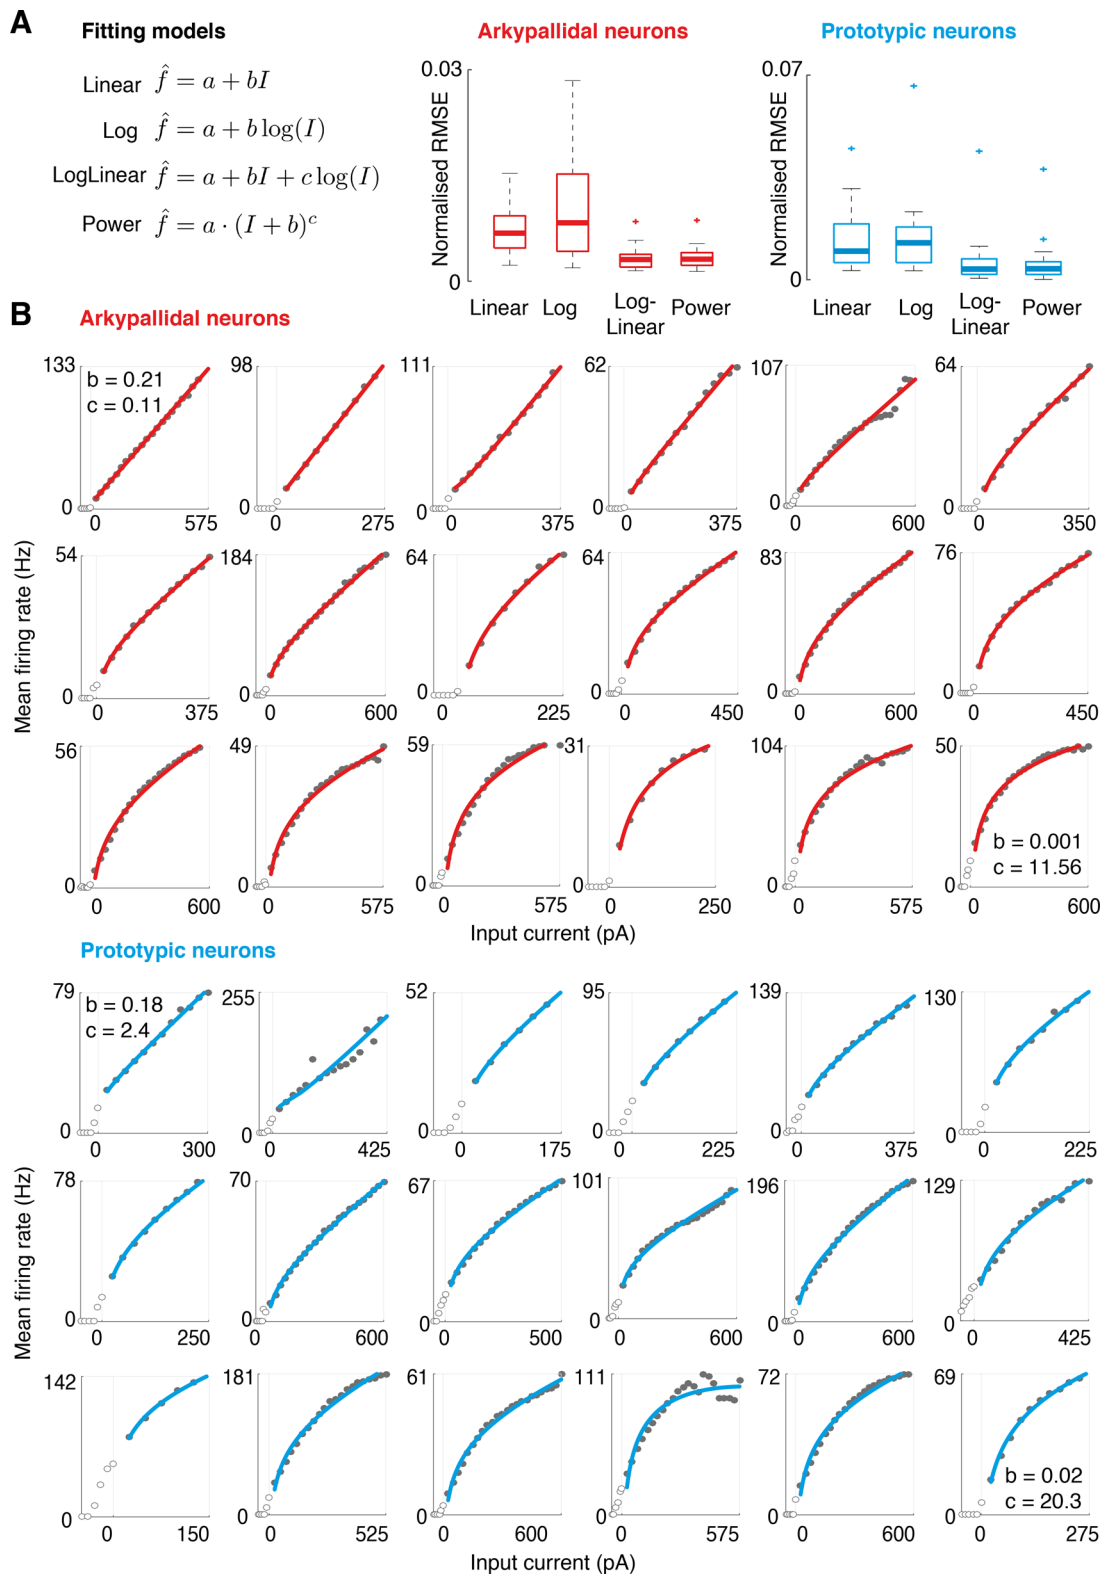 A
Fitting models
Arkypallidal neurons
Prototypic neurons
Linear f̂ = a + bI
Log f̂ = a + b log(I)
LogLinear f̂ = a + bI + c log(I)
Power f̂ = a · (I + b)^c
0.03
Normalised RMSE
0
Linear Log Log-Linear Power
0.07
Normalised RMSE
0
Linear Log Log-Linear Power
B
Arkypallidal neurons
Mean firing rate (Hz)
133 b = 0.21 c = 0.11 0 0 575
98 0 0 275
111 0 0 375
62 0 0 375
107 0 0 600
64 0 0 350
54 0 0 375
184 0 0 600
64 0 0 225
64 0 0 450
83 0 0 600
76 0 0 450
56 0 0 600
49 0 0 575
59 0 0 575
31 0 0 250
104 0 0 575
50 b = 0.001 c = 11.56 0 0 600
Input current (pA)
Prototypic neurons
Mean firing rate (Hz)
79 b = 0.18 c = 2.4 0 0 300
255 0 0 425
52 0 0 175
95 0 0 225
139 0 0 375
130 0 0 225
78 0 0 250
70 0 0 600
67 0 0 500
101 0 0 600
196 0 0 600
129 0 0 425
142 0 0 150
181 0 0 525
61 0 0 600
111 0 0 575
72 0 0 600
69 b = 0.02 c = 20.3 0 0 275
Input current (pA)